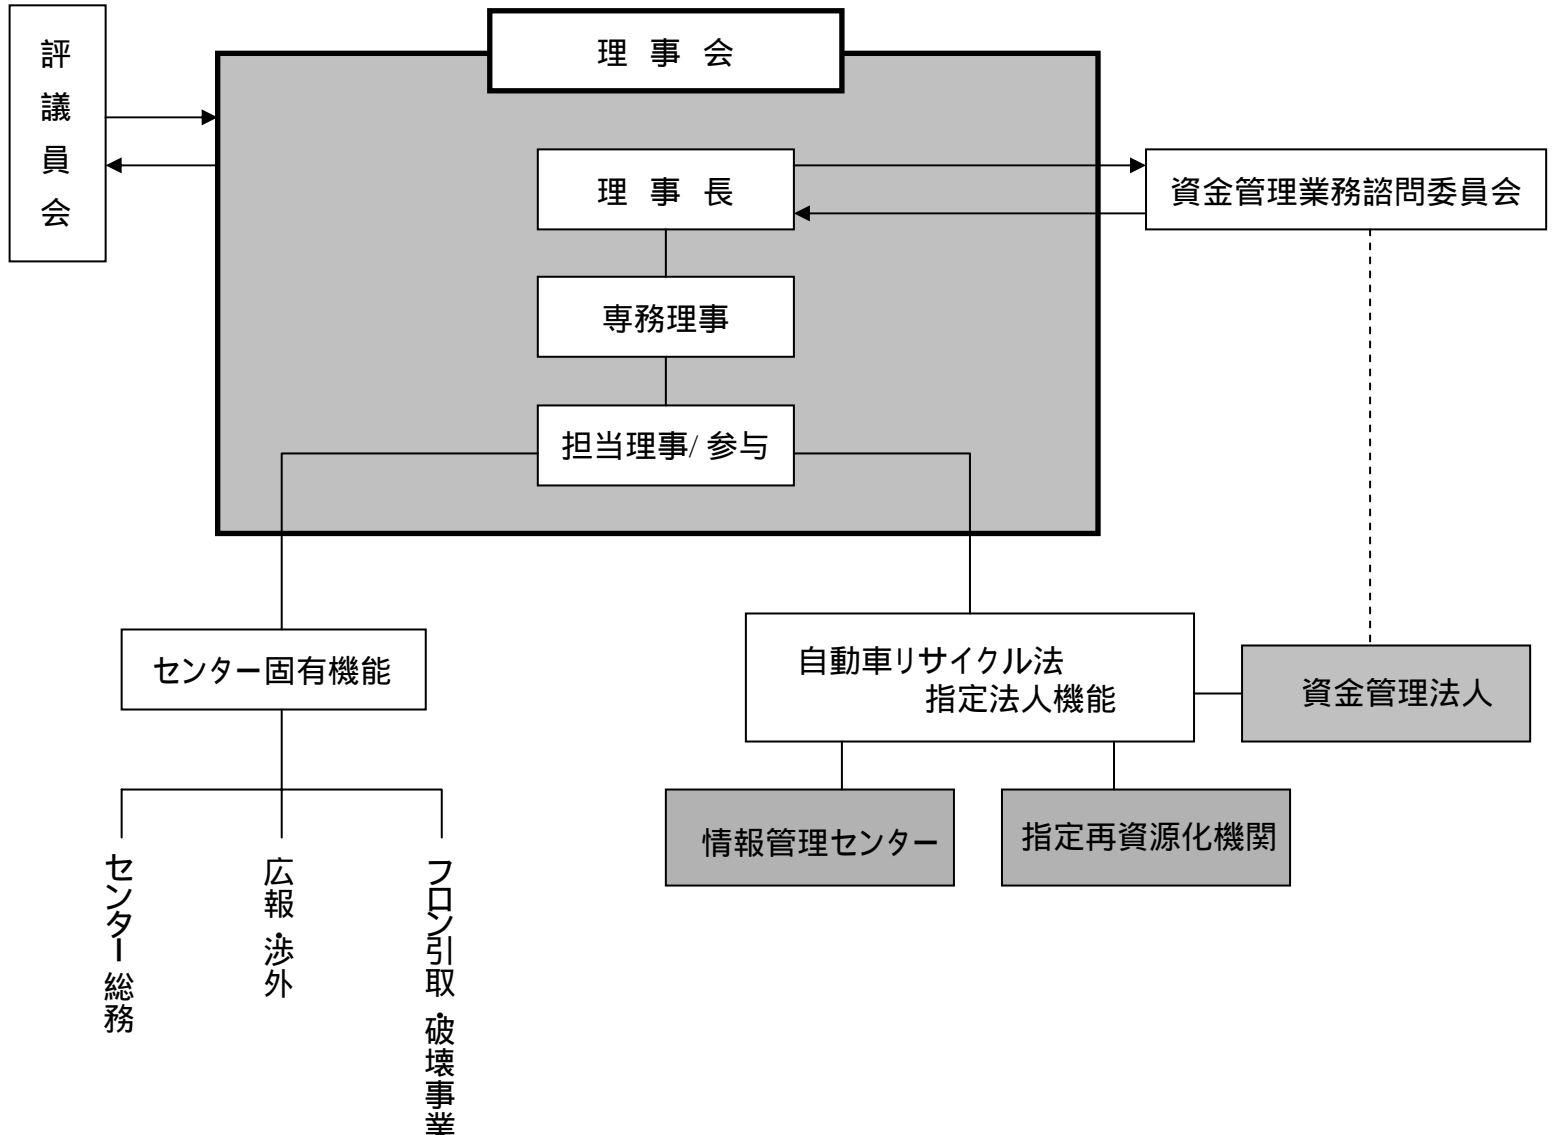 評議員会
理事会
理事長
資金管理業務諮問委員会
専務理事
担当理事/参与
センター固有機能
自動車リサイクル法
指定法人機能
資金管理法人
情報管理センター
指定再資源化機関
センター総務
広報・渉外
フロン引取・破壊事業